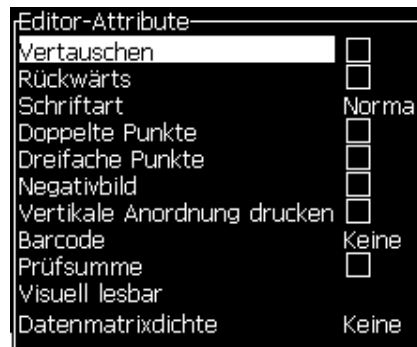 Editor-Attribute
Vertauschen
Rückwärts
Schriftart Norma
Doppelte Punkte
Dreifache Punkte
Negativbild
Vertikale Anordnung drucken
Barcode Keine
Prüfsumme
Visuell lesbar
Datenmatrixdichte Keine